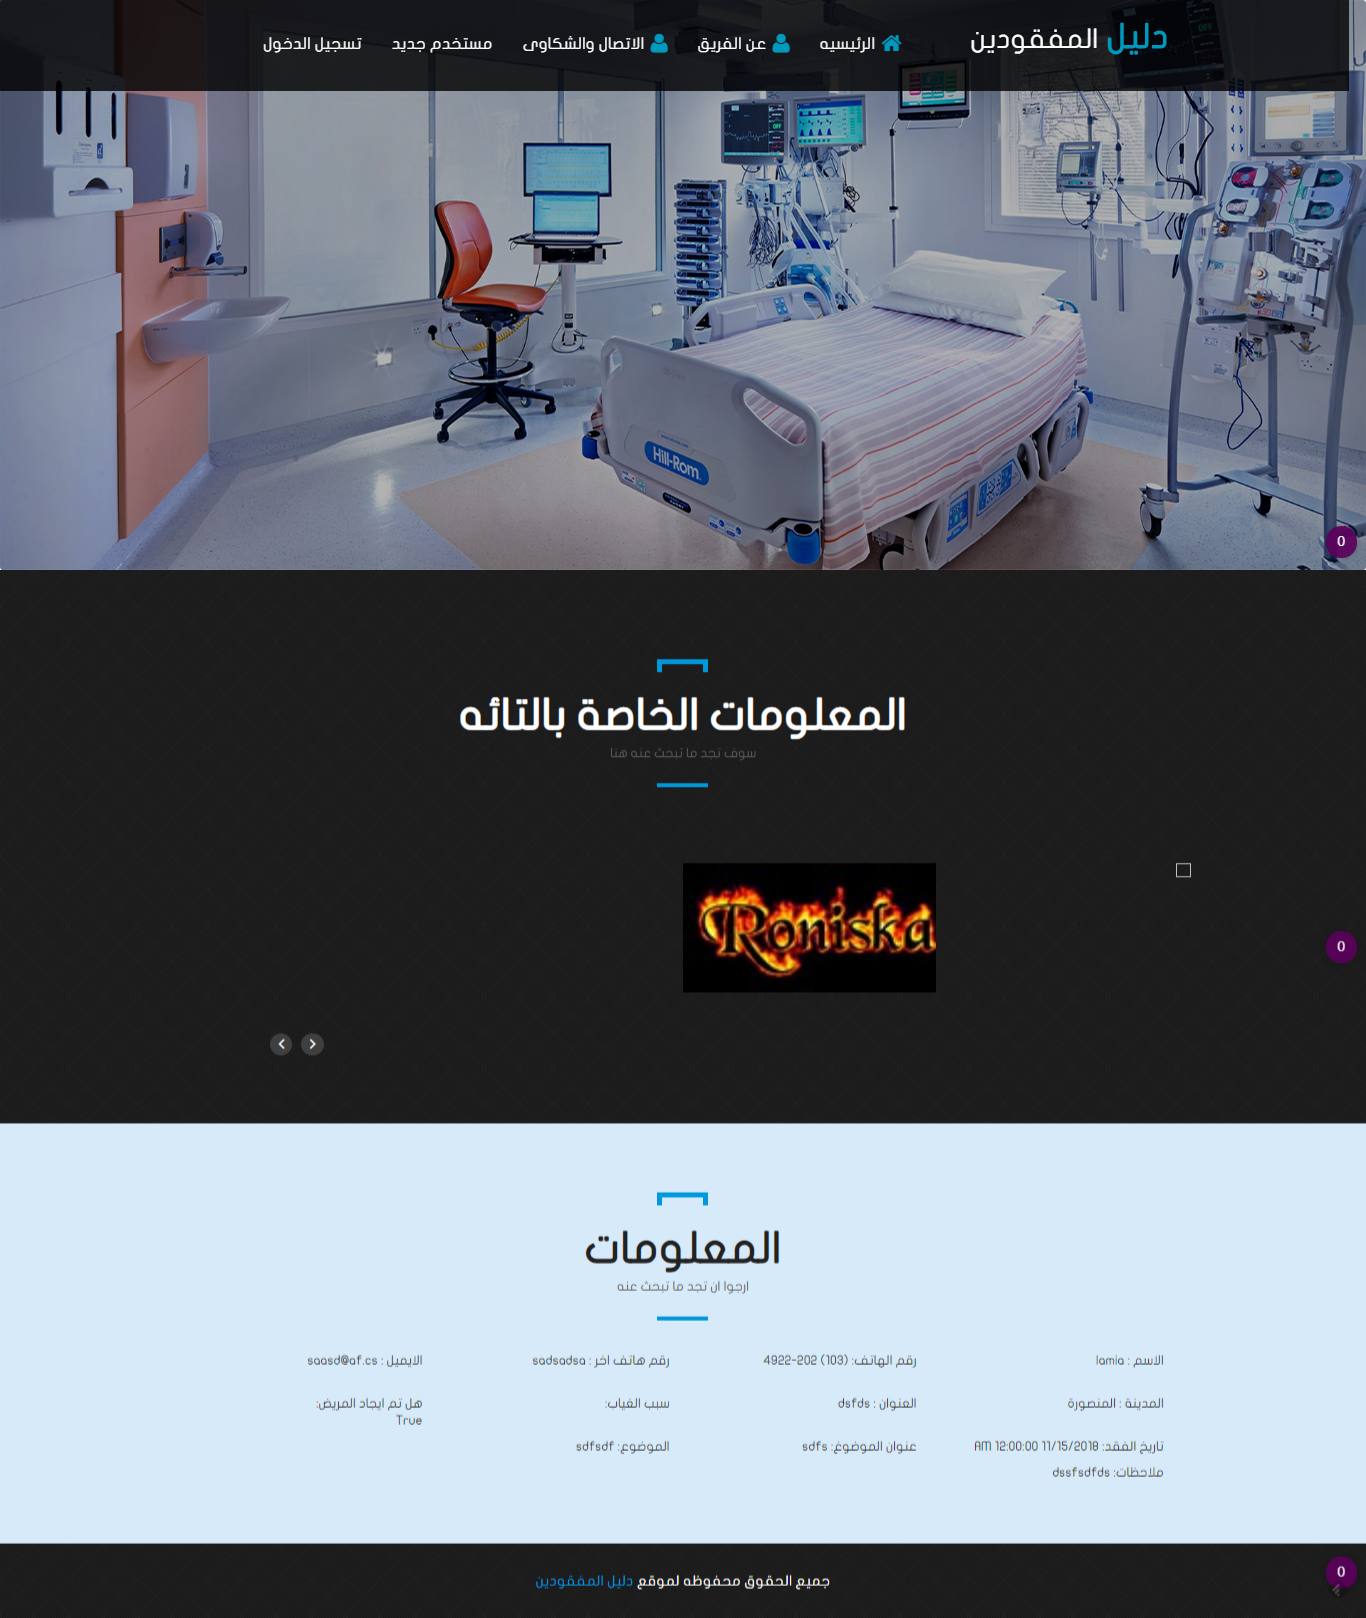 دليل المفقودين
الرئيسيه
عن الفريق
الاتصال والشكاوى
مستخدم جديد
تسجيل الدخول
OFF
Hill-Rom
0
المعلومات الخاصة بالتائه
سوف تجد ما تبحث عنه هنا
Roniska
0
المعلومات
ارجوا ان تجد ما تبحث عنه
الاسم : lamia
رقم الهاتف: (103) 202-4922
رقم هاتف اخر : sadsadsa
الايميل : saasd@af.cs
المدينة : المنصورة
العنوان : dsfds
سبب الغياب:
هل تم ايجاد المريض:
True
تاريخ الفقد: 11/15/2018 12:00:00 AM
عنوان الموضوغ: sdfs
الموضوع: sdfsdf
ملاحظات: dssfsdfds
0
جميع الحقوق محفوظه لموقع دليل المفقودين